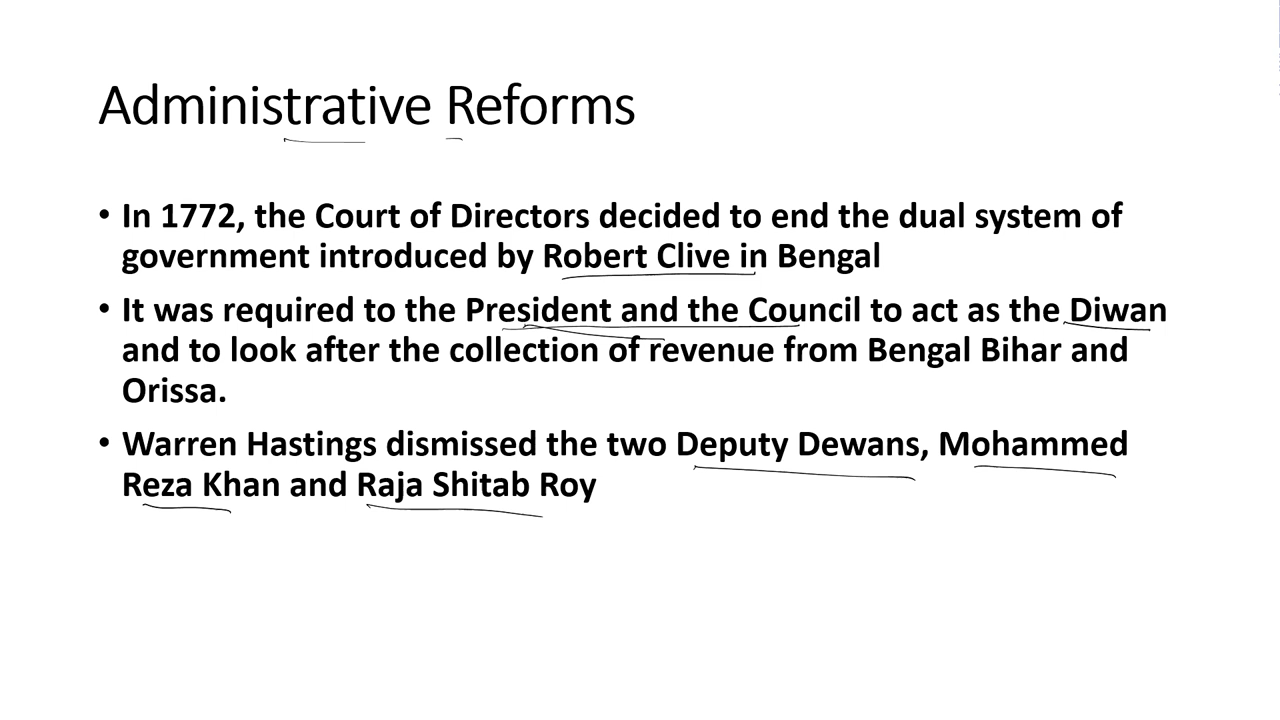 Administrative Reforms
• In 1772, the Court of Directors decided to end the dual system of
government introduced by Robert Clive in Bengal
• It was required to the President and the Council to act as the Diwan
and to look after the collection of revenue from Bengal Bihar and
Orissa.
• Warren Hastings dismissed the two Deputy Dewans, Mohammed
Reza Khan and Raja Shitab Roy